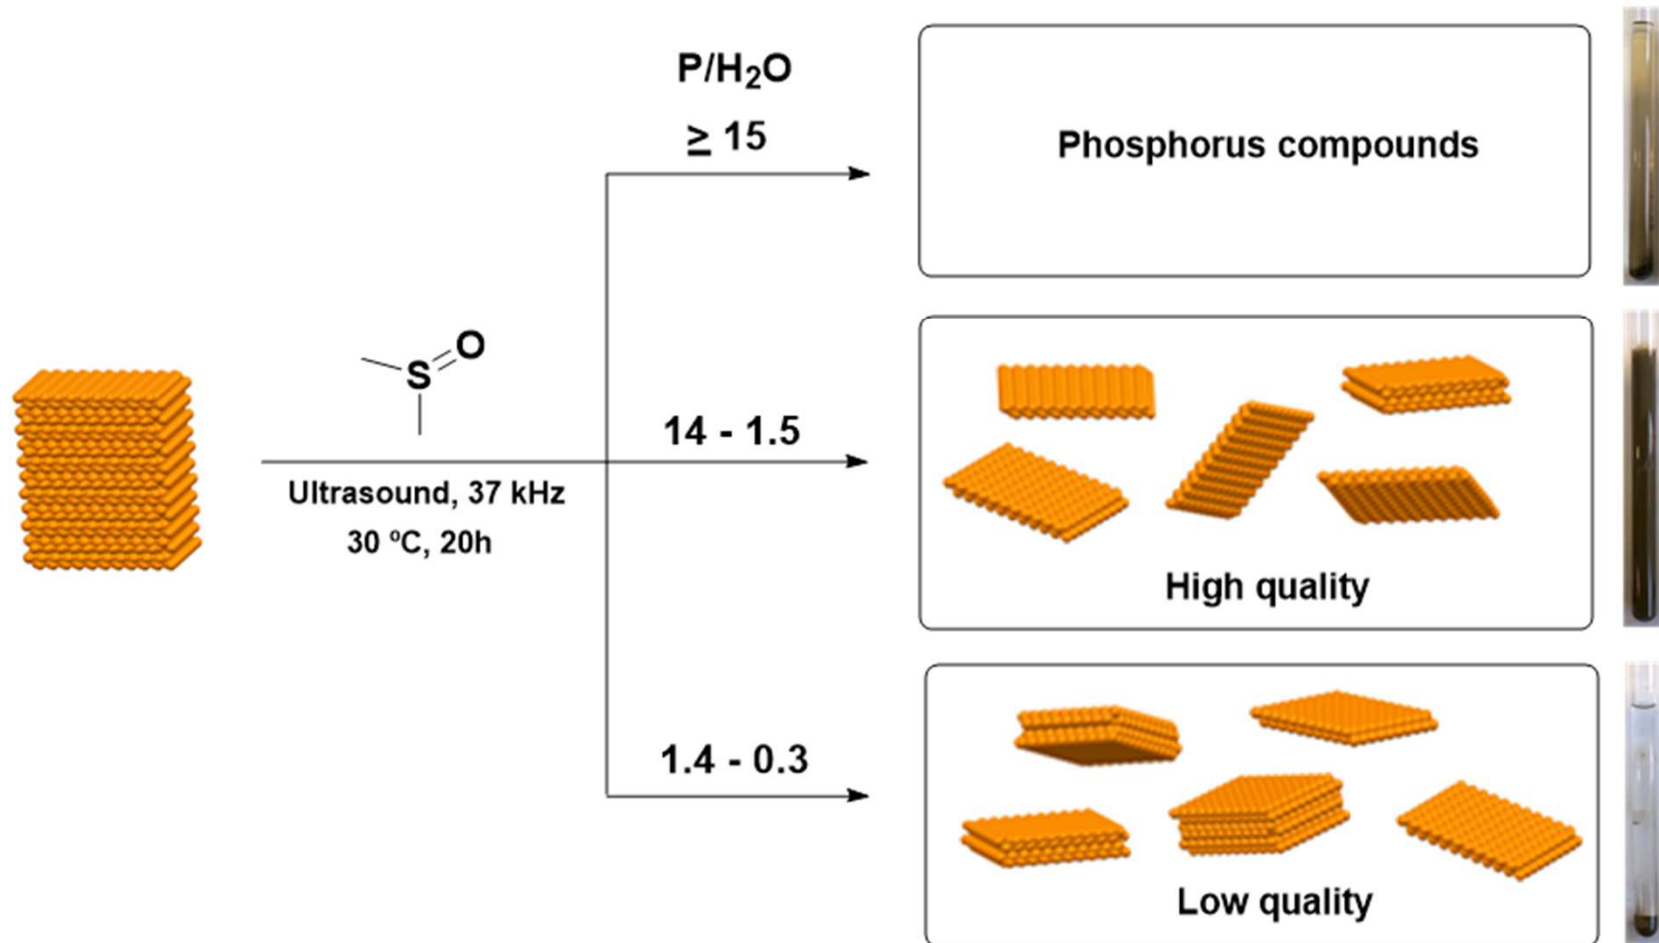 P/H₂O
≥ 15
Phosphorus compounds
S
O
Ultrasound, 37 kHz
30 ºC, 20h
14 - 1.5
High quality
1.4 - 0.3
Low quality